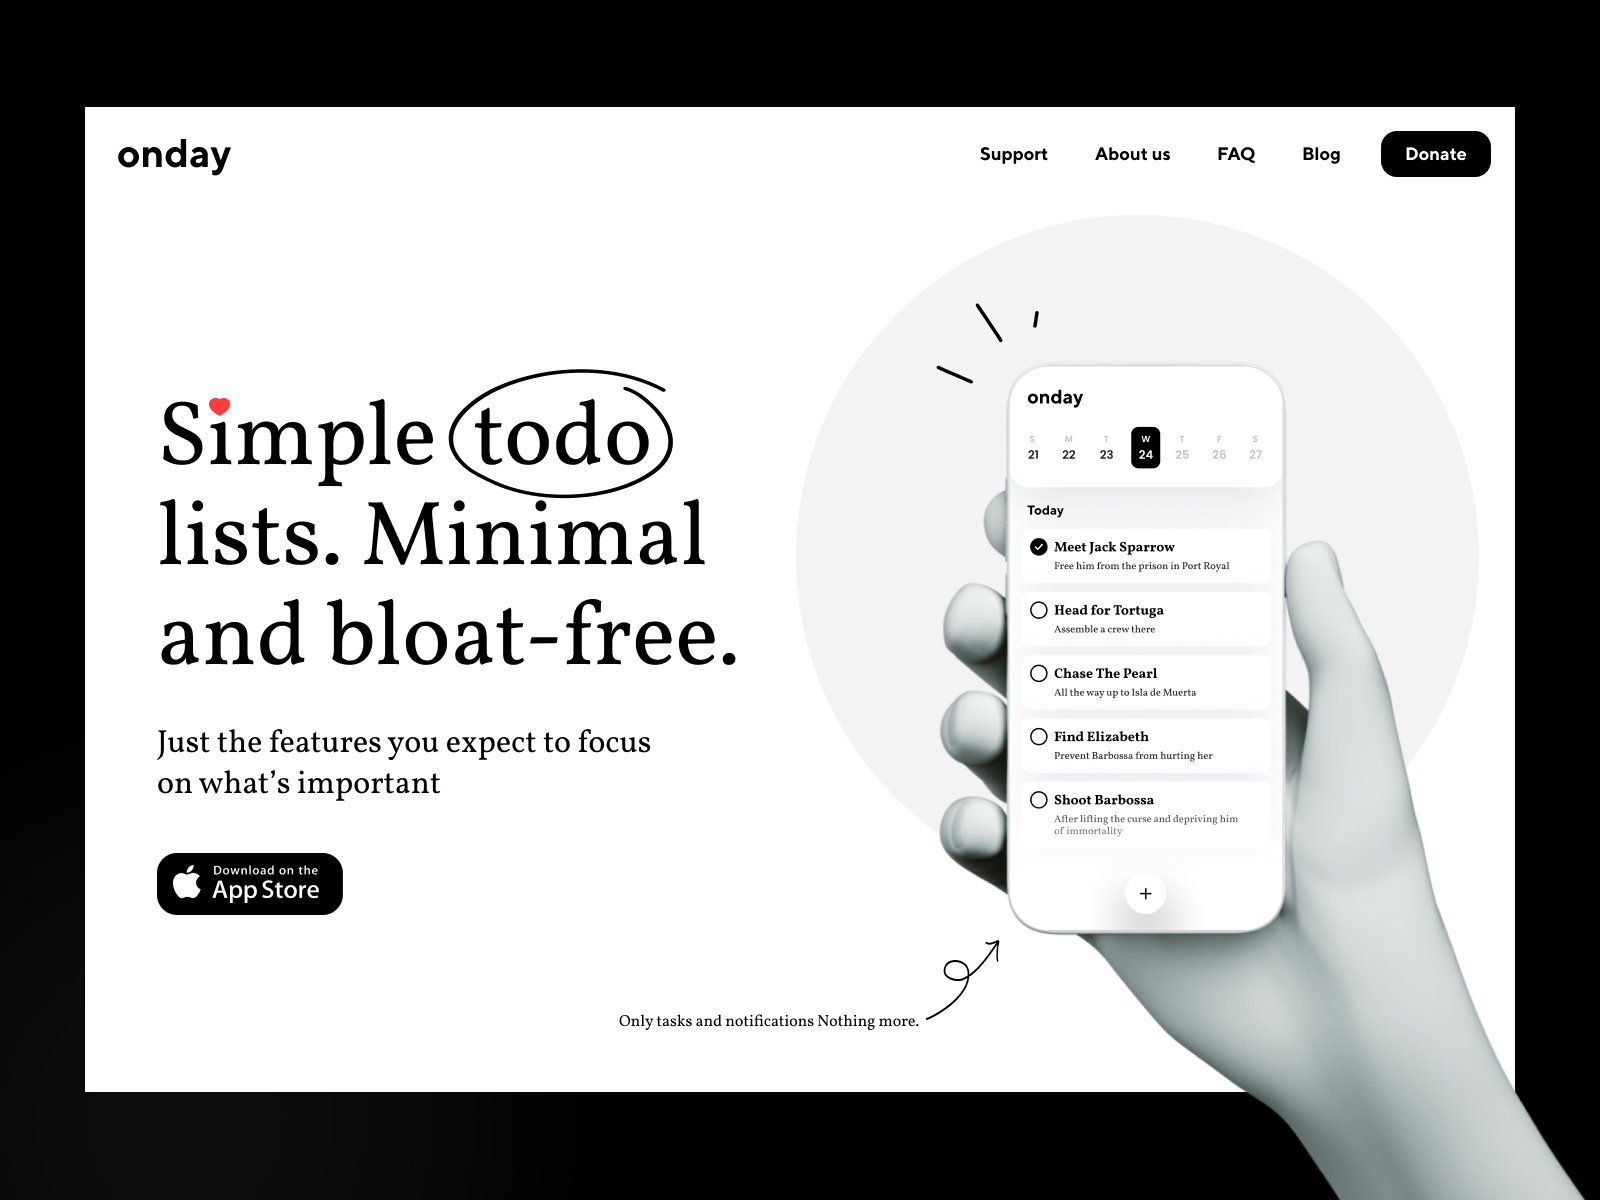 onday
Support About us FAQ Blog Donate
Simple todo
lists. Minimal
and bloat-free.
Just the features you expect to focus
on what’s important
Download on the
App Store
Only tasks and notifications Nothing more.
onday
S M T W T F S
21 22 23 24 25 26 27
Today
Meet Jack Sparrow
Free him from the prison in Port Royal
Head for Tortuga
Assemble a crew there
Chase The Pearl
All the way up to Isla de Muerta
Find Elizabeth
Prevent Barbossa from hurting her
Shoot Barbossa
After lifting the curse and depriving him
of immortality
+